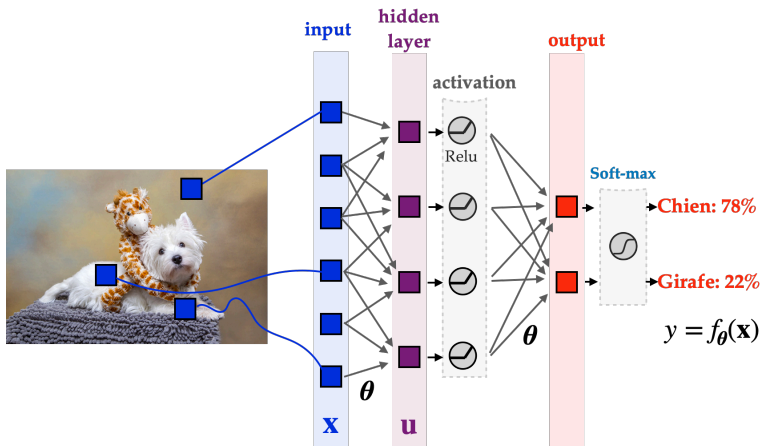 input
hidden
layer
activation
output
Relu
Soft-max
Chien: 78%
Girafe: 22%
θ
θ
y = fθ(x)
x
u